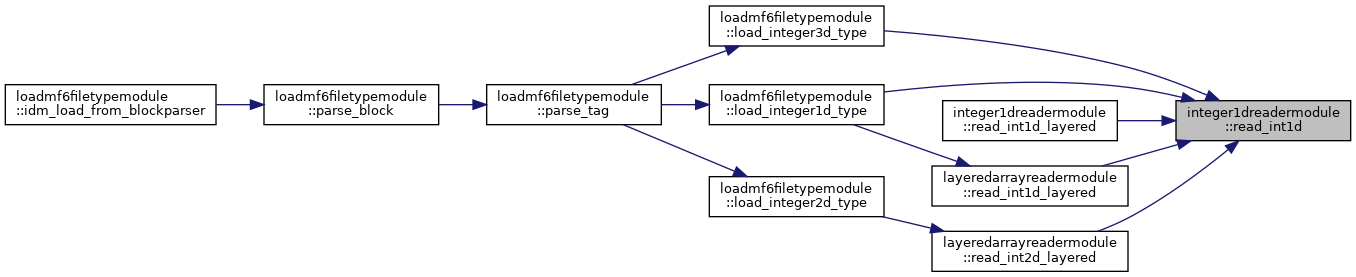 loadmf6filetypemodule
::idm_load_from_blockparser
loadmf6filetypemodule
::parse_block
loadmf6filetypemodule
::parse_tag
loadmf6filetypemodule
::load_integer3d_type
loadmf6filetypemodule
::load_integer1d_type
loadmf6filetypemodule
::load_integer2d_type
integer1dreadermodule
::read_int1d_layered
layeredarrayreadermodule
::read_int1d_layered
layeredarrayreadermodule
::read_int2d_layered
integer1dreadermodule
::read_int1d